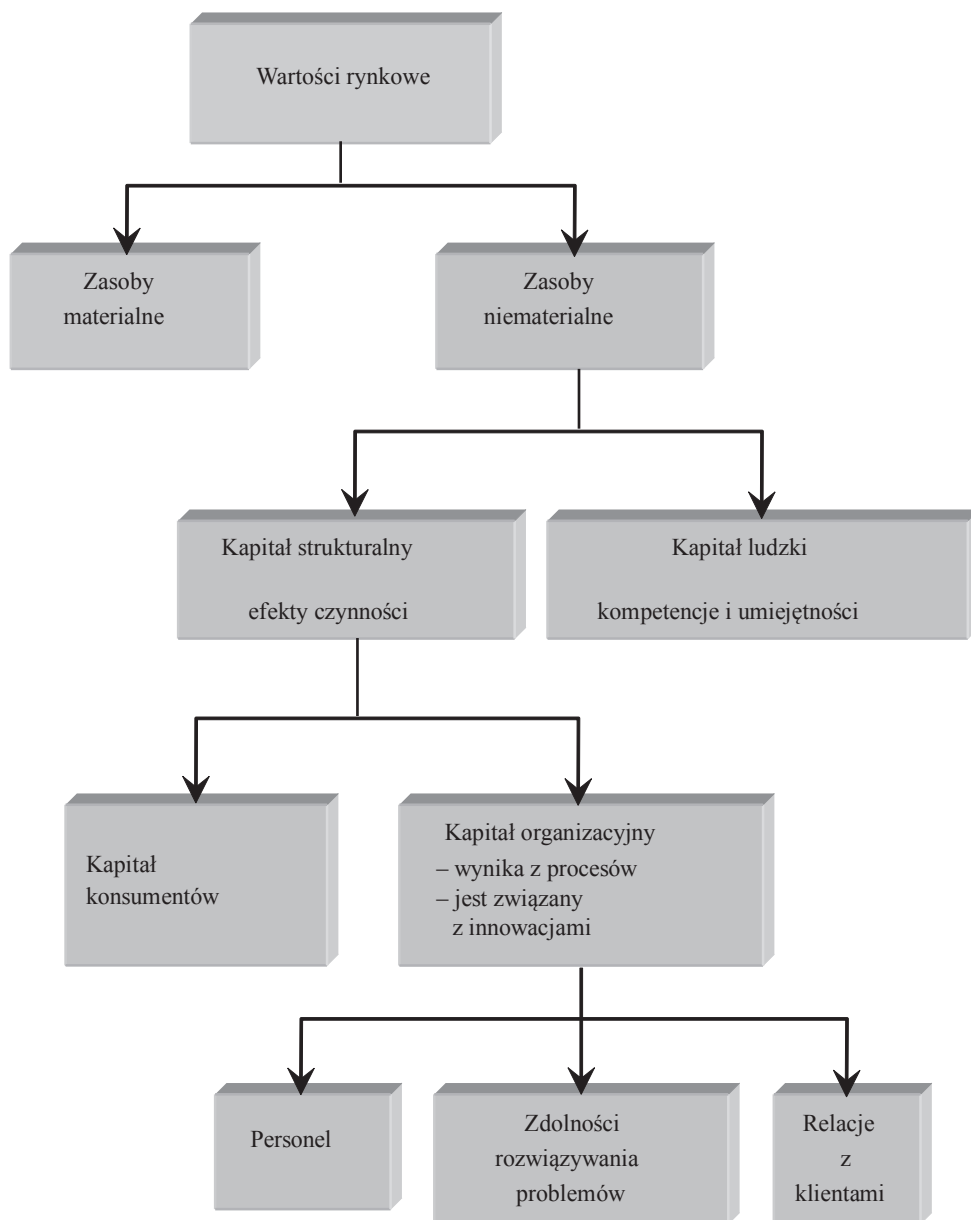 Wartości rynkowe
Zasoby
materialne
Zasoby
niematerialne
Kapitał strukturalny
efekty czynności
Kapitał ludzki
kompetencje i umiejętności
Kapitał
konsumentów
Kapitał organizacyjny
– wynika z procesów
– jest związany
z innowacjami
Personel
Zdolności
rozwiązywania
problemów
Relacje
z
klientami